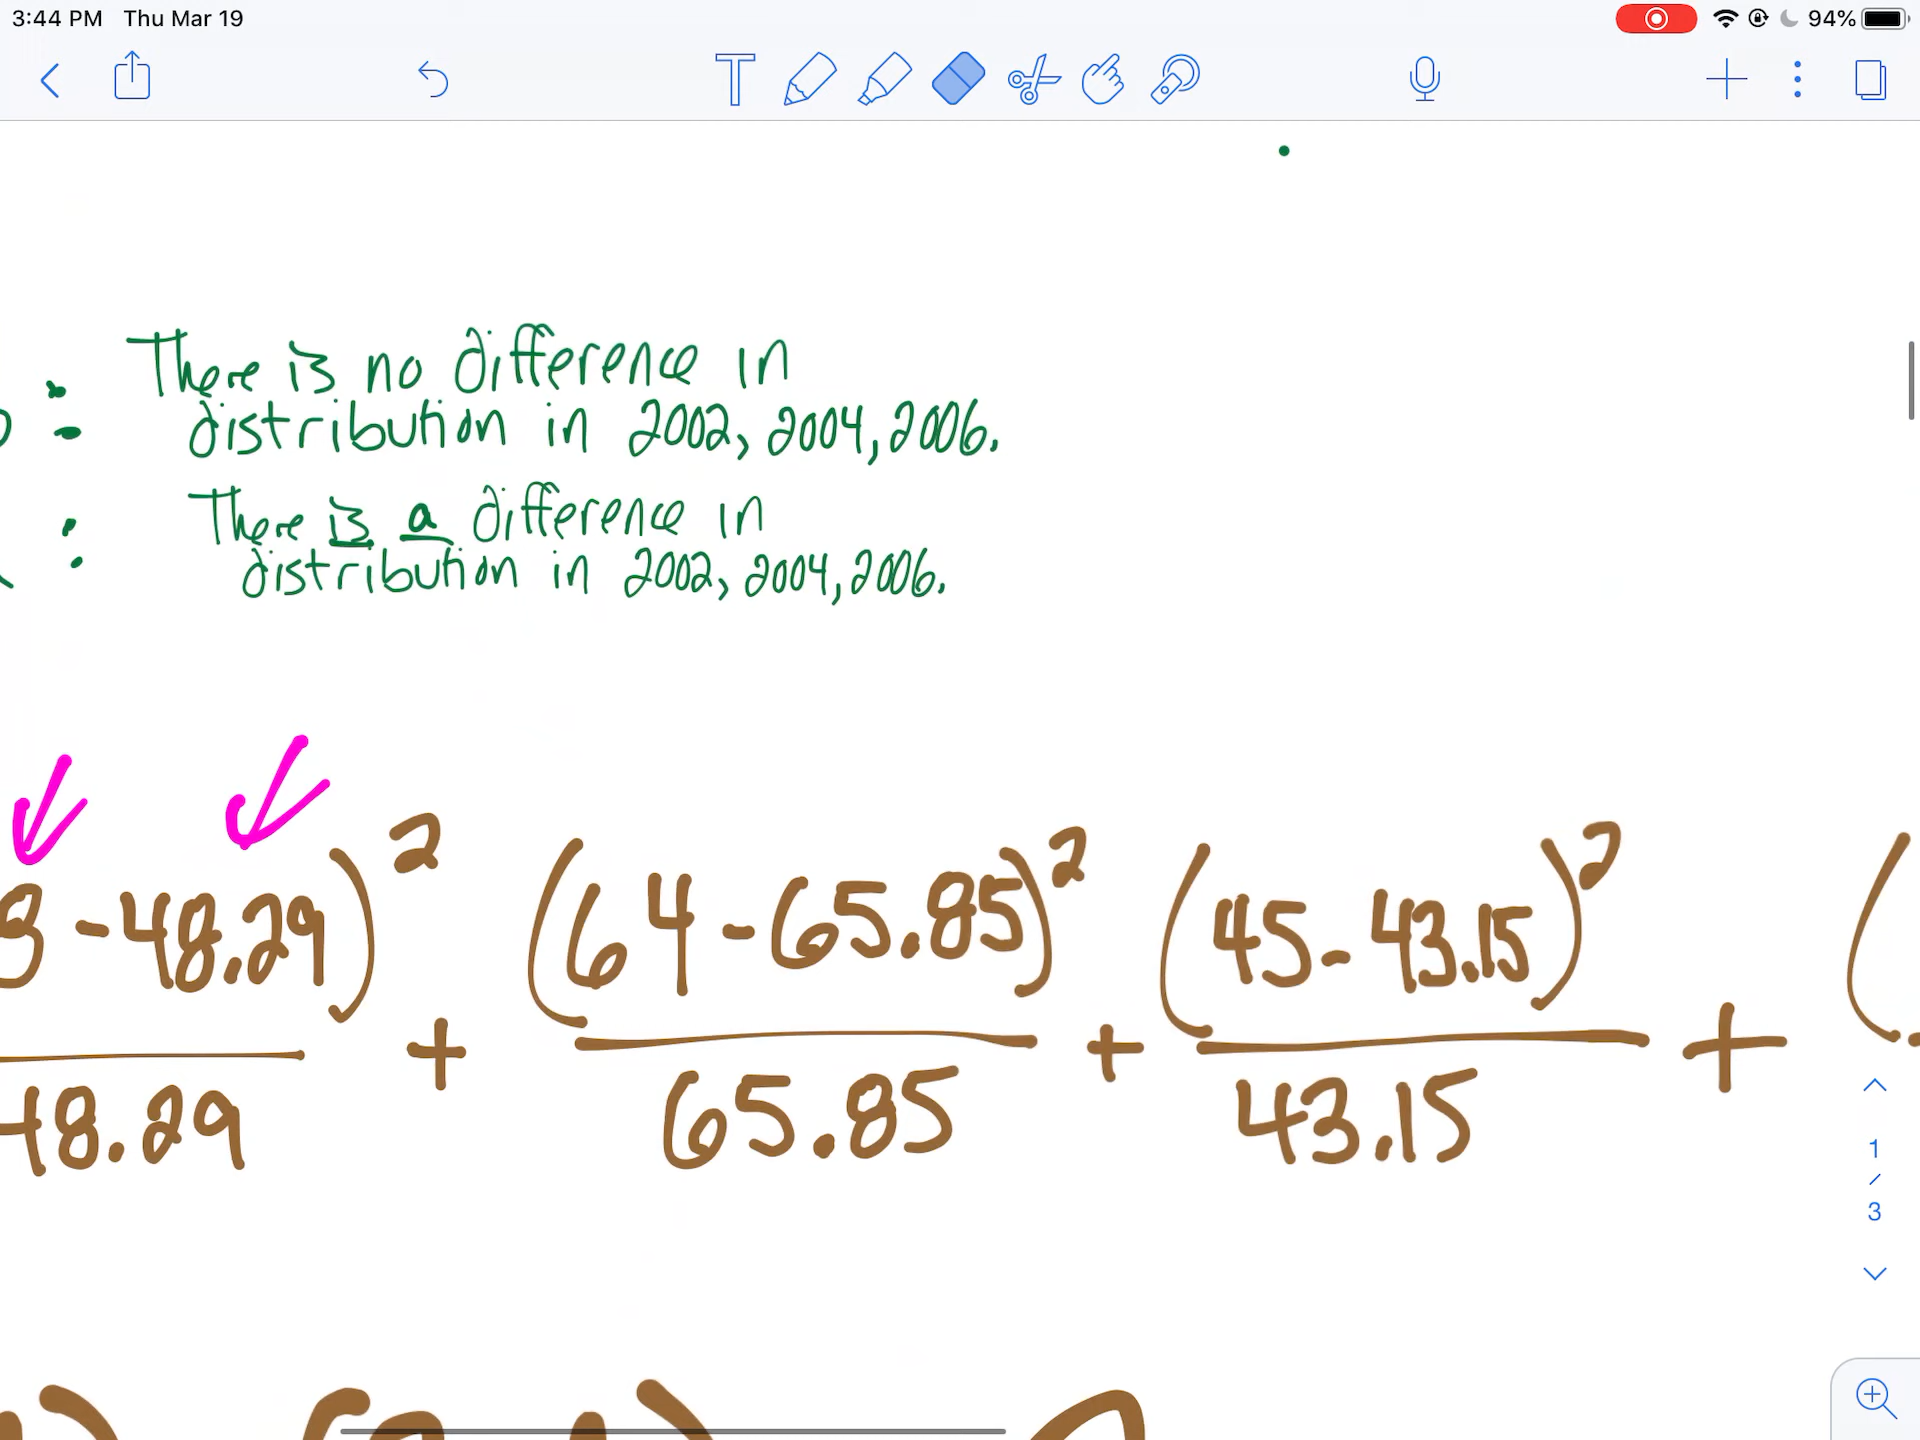 3:44 PM Thu Mar 19
94%
T
: There is no difference in
distribution in 2002, 2004, 2006.
: There is a difference in
distribution in 2002, 2004, 2006.
8 - 48.29)² + (64 - 65.85)² + (45 - 43.15)² + (
48.29 65.85 43.15
1
/
3